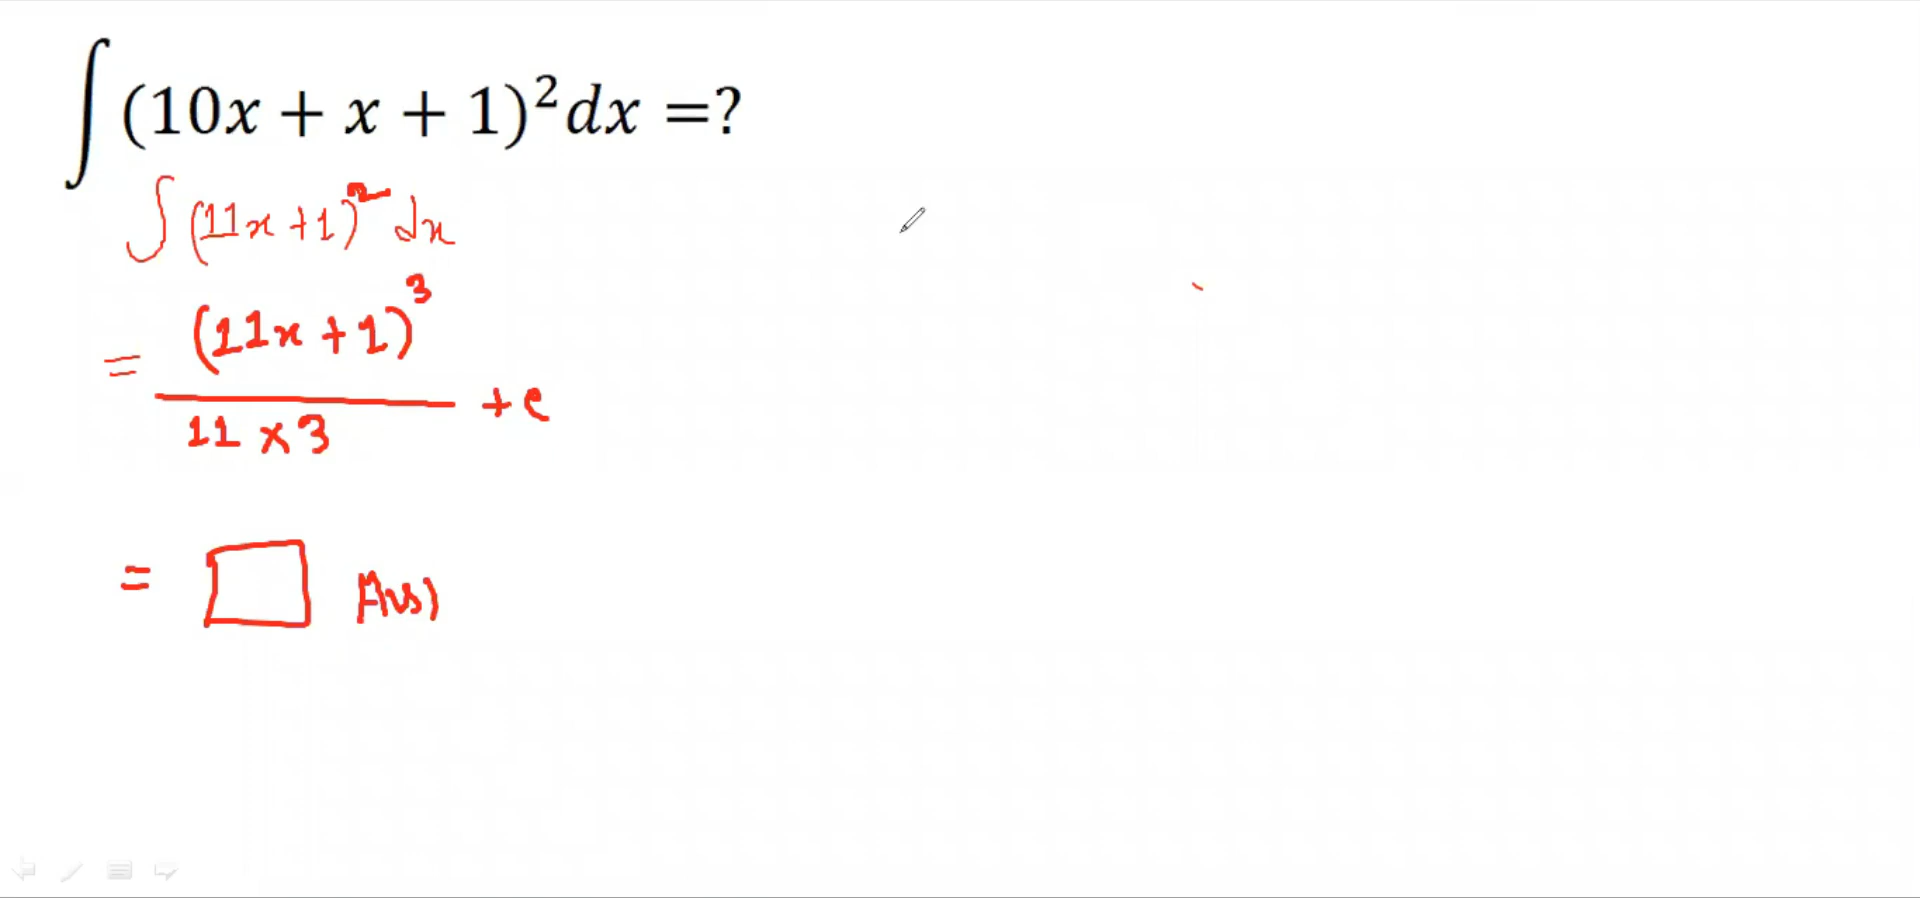 ∫(10x + x + 1)²dx =?
∫(11x+1)² dx
= (11x+1)³
11×3 +c
= □ Ans)